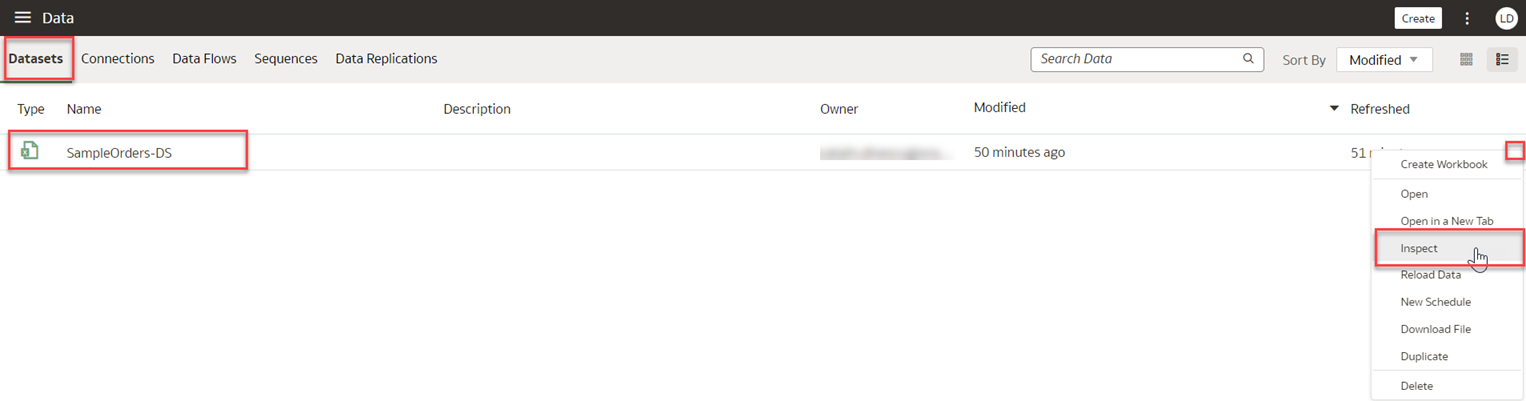 Data
Create
LD
Datasets Connections Data Flows Sequences Data Replications
Search Data
Sort By
Modified
Type Name Description Owner Modified Refreshed
SampleOrders-DS 50 minutes ago 51
Create Workbook
Open
Open in a New Tab
Inspect
Reload Data
New Schedule
Download File
Duplicate
Delete